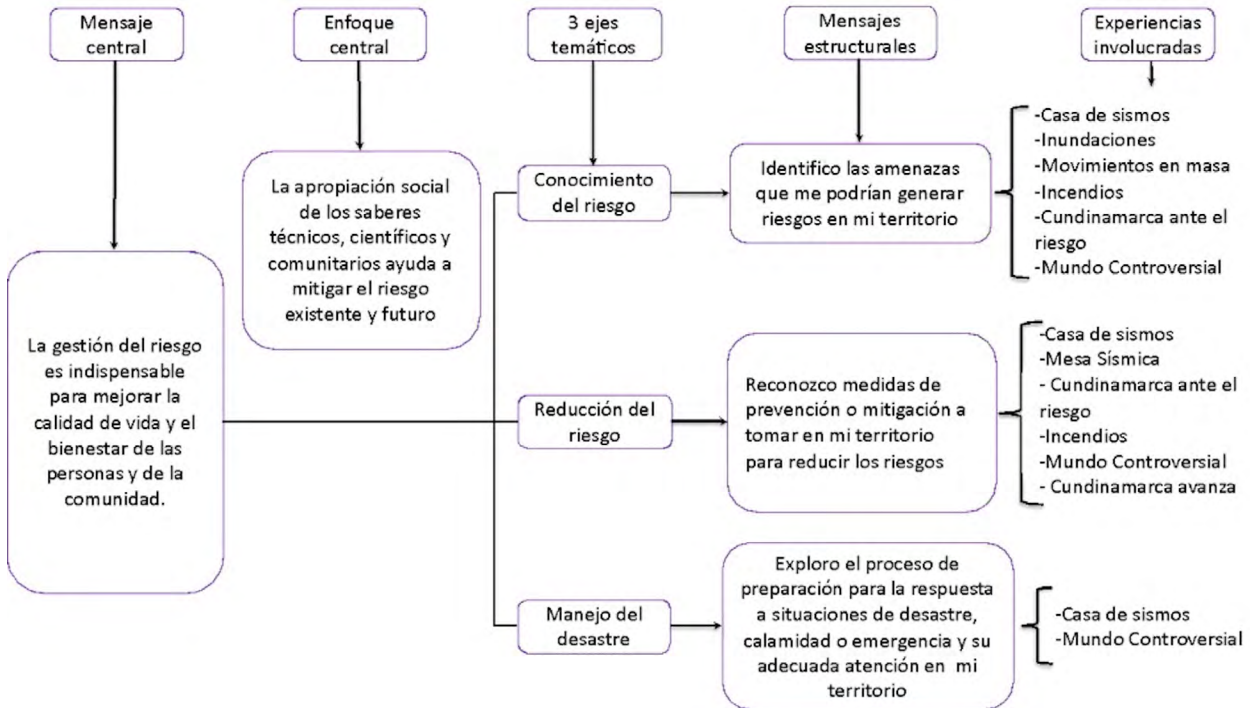 Mensaje
central
Enfoque
central
3 ejes
temáticos
Mensajes
estructurales
Experiencias
involucradas
La gestión del riesgo
es indispensable
para mejorar la
calidad de vida y el
bienestar de las
personas y de la
comunidad.
La apropiación social
de los saberes
técnicos, científicos y
comunitarios ayuda a
mitigar el riesgo
existente y futuro
Conocimiento
del riesgo
Identifico las amenazas
que me podrían generar
riesgos en mi territorio
-Casa de sismos
-Inundaciones
-Movimientos en masa
-Incendios
-Cundinamarca ante el
riesgo
-Mundo Controversial
Reducción del
riesgo
Reconozco medidas de
prevención o mitigación a
tomar en mi territorio
para reducir los riesgos
-Casa de sismos
-Mesa Sísmica
- Cundinamarca ante el
riesgo
-Incendios
-Mundo Controversial
- Cundinamarca avanza
Manejo del
desastre
Exploro el proceso de
preparación para la respuesta
a situaciones de desastre,
calamidad o emergencia y su
adecuada atención en mi
territorio
-Casa de sismos
-Mundo Controversial